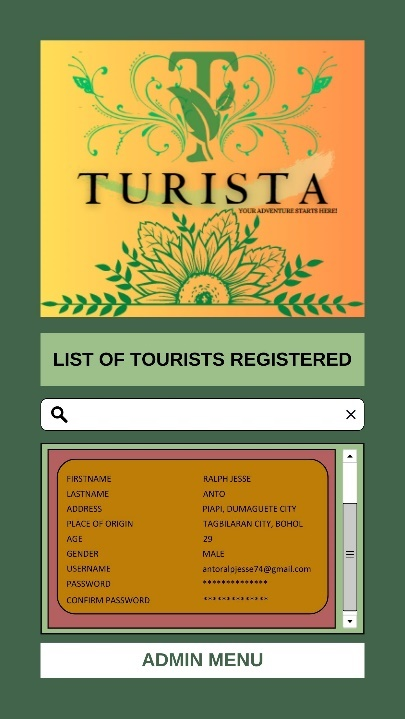 T
TURISTA
YOUR ADVENTURE STARTS HERE!
LIST OF TOURISTS REGISTERED
FIRSTNAME RALPH JESSE
LASTNAME ANTO
ADDRESS PIAPI, DUMAGUETE CITY
PLACE OF ORIGIN TAGBILARAN CITY, BOHOL
AGE 29
GENDER MALE
USERNAME antoralpjesse74@gmail.com
PASSWORD **************
CONFIRM PASSWORD **************
ADMIN MENU